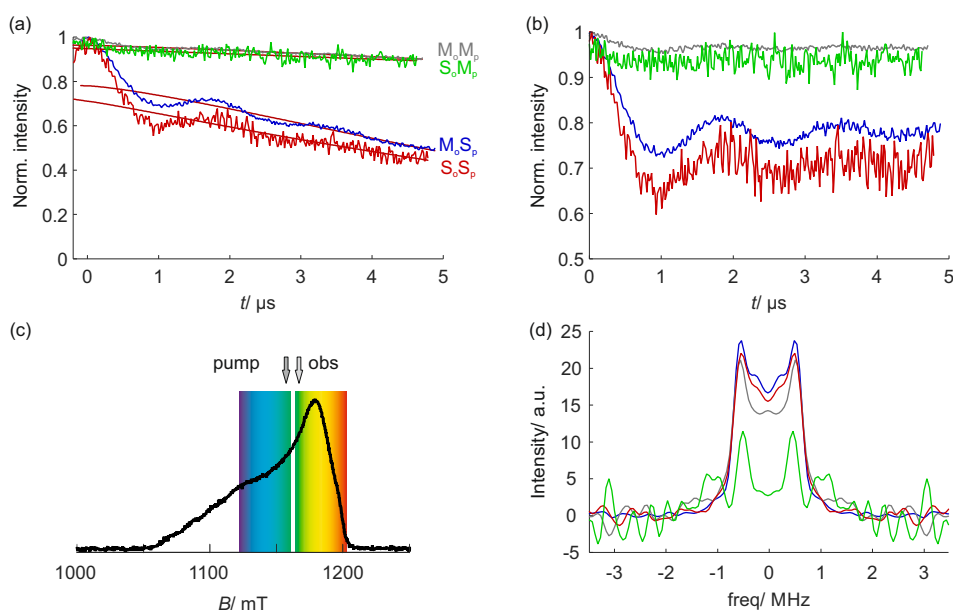 (a)
1
0.8
0.6
0.4
0.2
0
Norm. intensity
MₒMₚ
SₒMₚ
MₒSₚ
SₒSₚ
0 1 2 3 4 5
t/ µs
(b)
1
0.9
0.8
0.7
0.6
0.5
Norm. intensity
0 1 2 3 4 5
t/ µs
(c)
pump obs
1000 1100 1200
B/ mT
(d)
25
20
15
10
5
0
-5
Intensity/ a.u.
-3 -2 -1 0 1 2 3
freq/ MHz